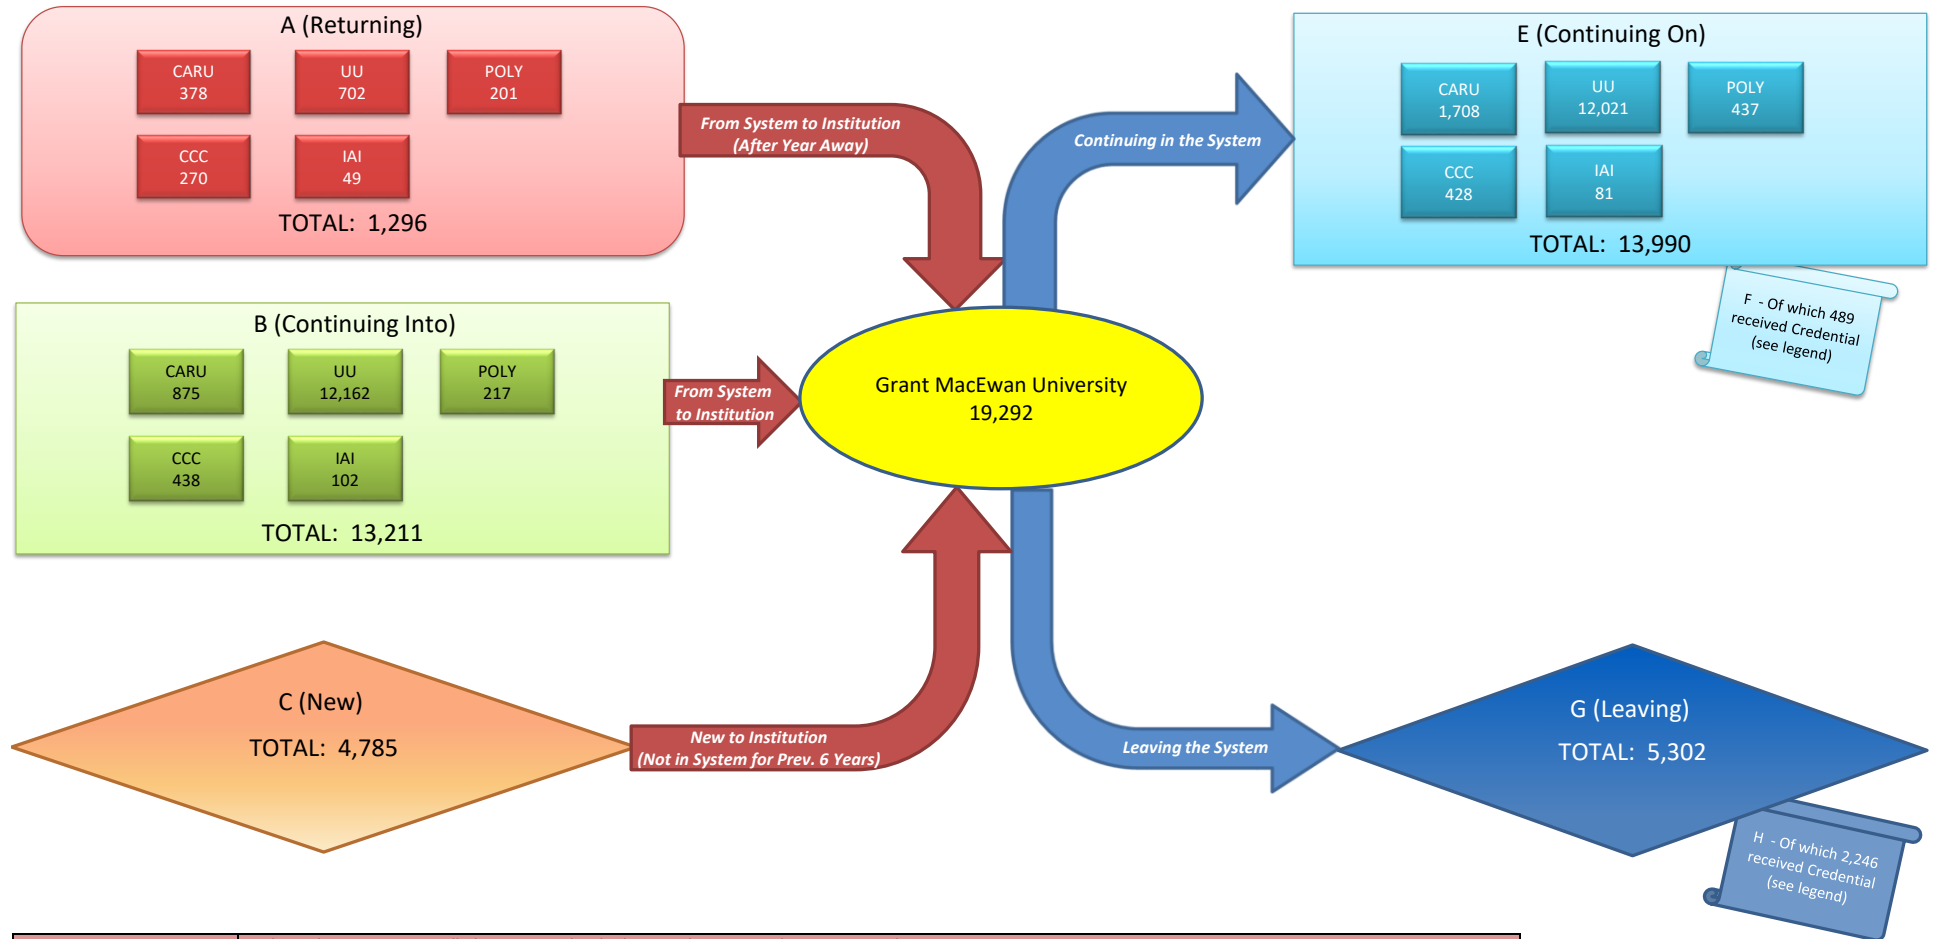 A (Returning)
CARU
378
UU
702
POLY
201
CCC
270
IAI
49
TOTAL: 1,296
From System to Institution
(After Year Away)
Continuing in the System
E (Continuing On)
CARU
1,708
UU
12,021
POLY
437
CCC
428
IAI
81
TOTAL: 13,990
F - Of which 489
received Credential
(see legend)
B (Continuing Into)
CARU
875
UU
12,162
POLY
217
CCC
438
IAI
102
TOTAL: 13,211
From System
to Institution
Grant MacEwan University
19,292
C (New)
TOTAL: 4,785
New to Institution
(Not in System for Prev. 6 Years)
Leaving the System
G (Leaving)
TOTAL: 5,302
H - Of which 2,246
received Credential
(see legend)